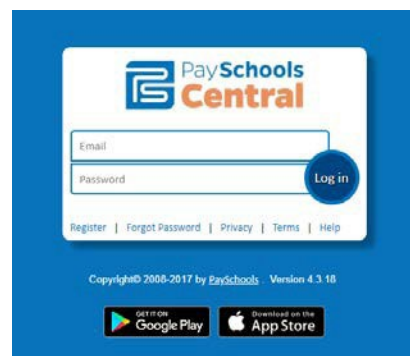 PaySchools
Central
Email
Password
Log in
Register | Forgot Password | Privacy | Terms | Help
Copyright© 2008-2017 by PaySchools . Version 4.3.18
GET IT ON
Google Play
Download on the
App Store